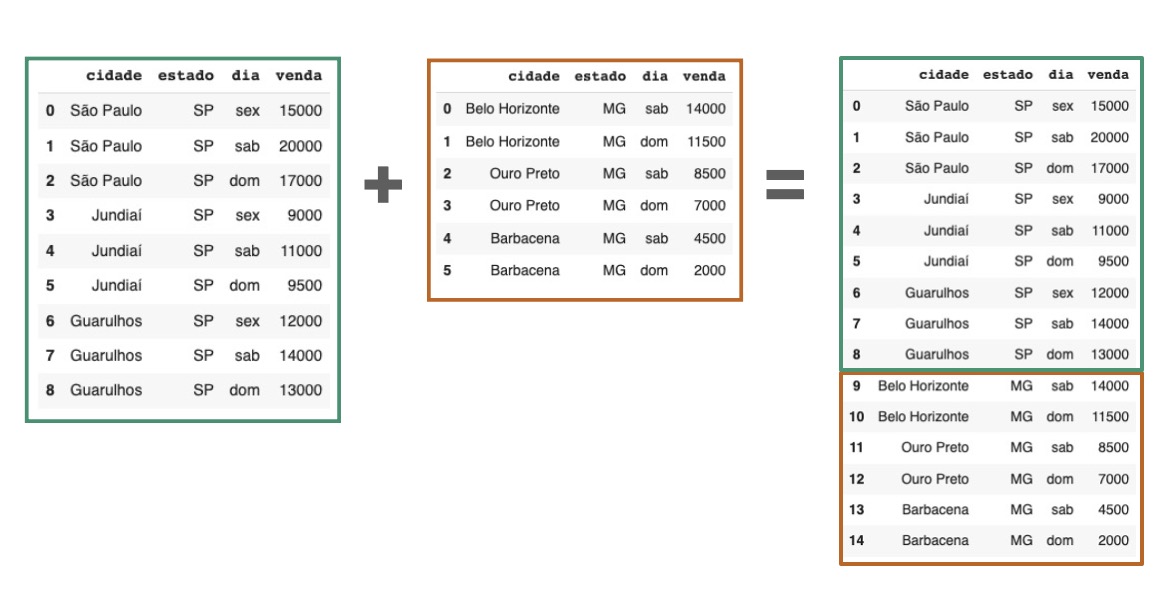 cidade estado dia venda
0 São Paulo SP sex 15000
1 São Paulo SP sab 20000
2 São Paulo SP dom 17000
3 Jundiaí SP sex 9000
4 Jundiaí SP sab 11000
5 Jundiaí SP dom 9500
6 Guarulhos SP sex 12000
7 Guarulhos SP sab 14000
8 Guarulhos SP dom 13000
+
cidade estado dia venda
0 Belo Horizonte MG sab 14000
1 Belo Horizonte MG dom 11500
2 Ouro Preto MG sab 8500
3 Ouro Preto MG dom 7000
4 Barbacena MG sab 4500
5 Barbacena MG dom 2000
=
cidade estado dia venda
0 São Paulo SP sex 15000
1 São Paulo SP sab 20000
2 São Paulo SP dom 17000
3 Jundiaí SP sex 9000
4 Jundiaí SP sab 11000
5 Jundiaí SP dom 9500
6 Guarulhos SP sex 12000
7 Guarulhos SP sab 14000
8 Guarulhos SP dom 13000
9 Belo Horizonte MG sab 14000
10 Belo Horizonte MG dom 11500
11 Ouro Preto MG sab 8500
12 Ouro Preto MG dom 7000
13 Barbacena MG sab 4500
14 Barbacena MG dom 2000